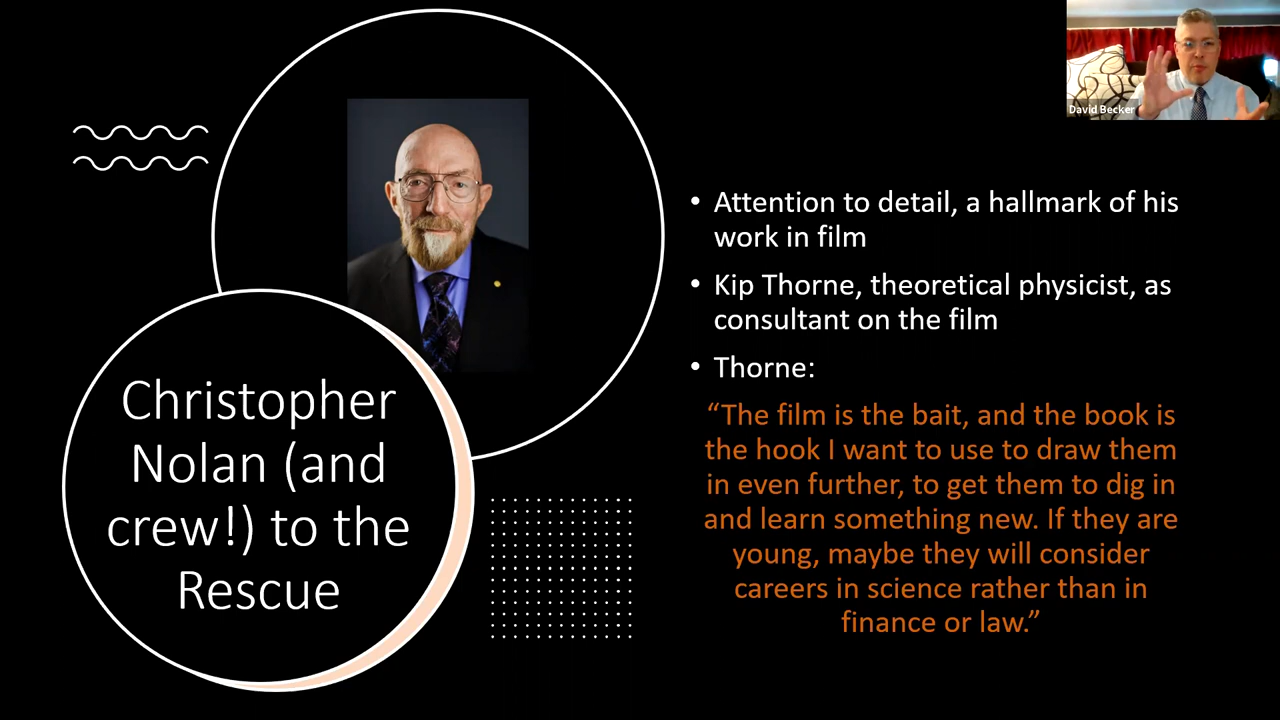 David Becker
Christopher
Nolan (and
crew!) to the
Rescue
• Attention to detail, a hallmark of his
work in film
• Kip Thorne, theoretical physicist, as
consultant on the film
• Thorne:
“The film is the bait, and the book is
the hook I want to use to draw them
in even further, to get them to dig in
and learn something new. If they are
young, maybe they will consider
careers in science rather than in
finance or law.”